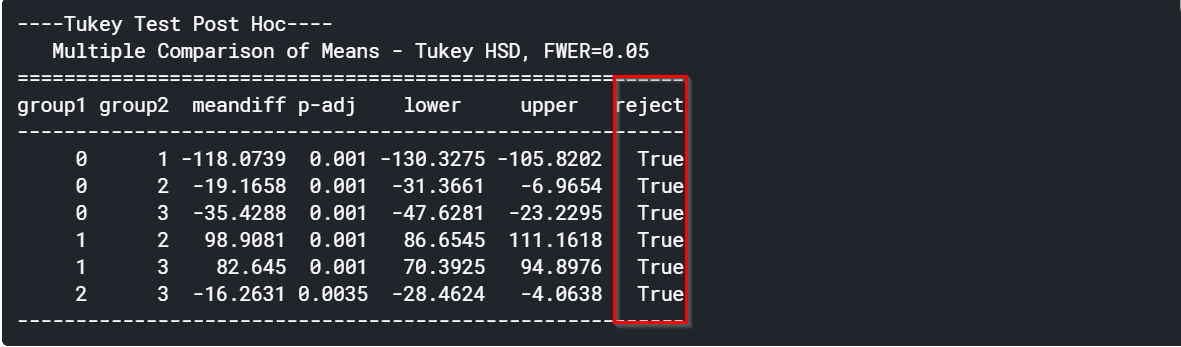 ----Tukey Test Post Hoc----
   Multiple Comparison of Means - Tukey HSD, FWER=0.05
=========================================================
group1 group2  meandiff p-adj    lower     upper   reject
---------------------------------------------------------
     0      1 -118.0739  0.001 -130.3275 -105.8202   True
     0      2  -19.1658  0.001  -31.3661   -6.9654   True
     0      3  -35.4288  0.001  -47.6281  -23.2295   True
     1      2   98.9081  0.001   86.6545  111.1618   True
     1      3    82.645  0.001   70.3925   94.8976   True
     2      3  -16.2631 0.0035  -28.4624   -4.0638   True
---------------------------------------------------------